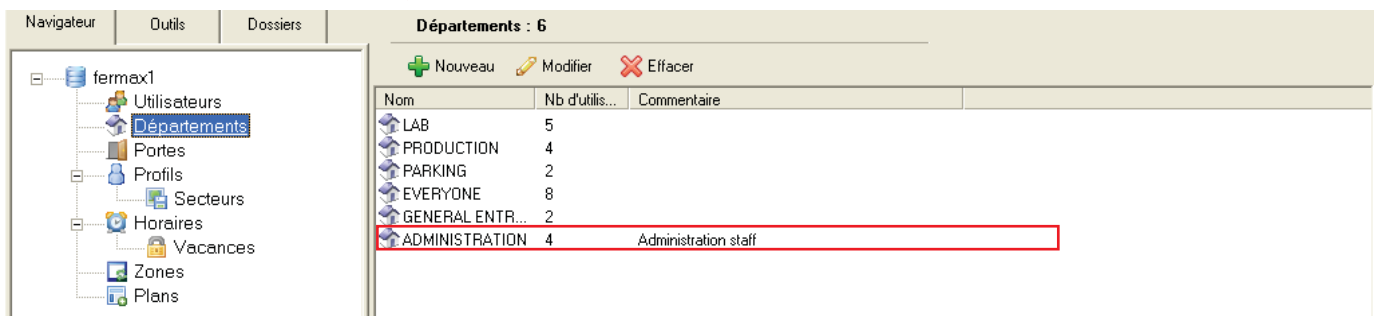 Navigateur Outils Dossiers
fermax1
Utilisateurs
Départements
Portes
Profils
Secteurs
Horaires
Vacances
Zones
Plans
Départements : 6
Nouveau Modifier Effacer
Nom Nb d'utilis... Commentaire
LAB 5
PRODUCTION 4
PARKING 2
EVERYONE 8
GENERAL ENTR... 2
ADMINISTRATION 4 Administration staff